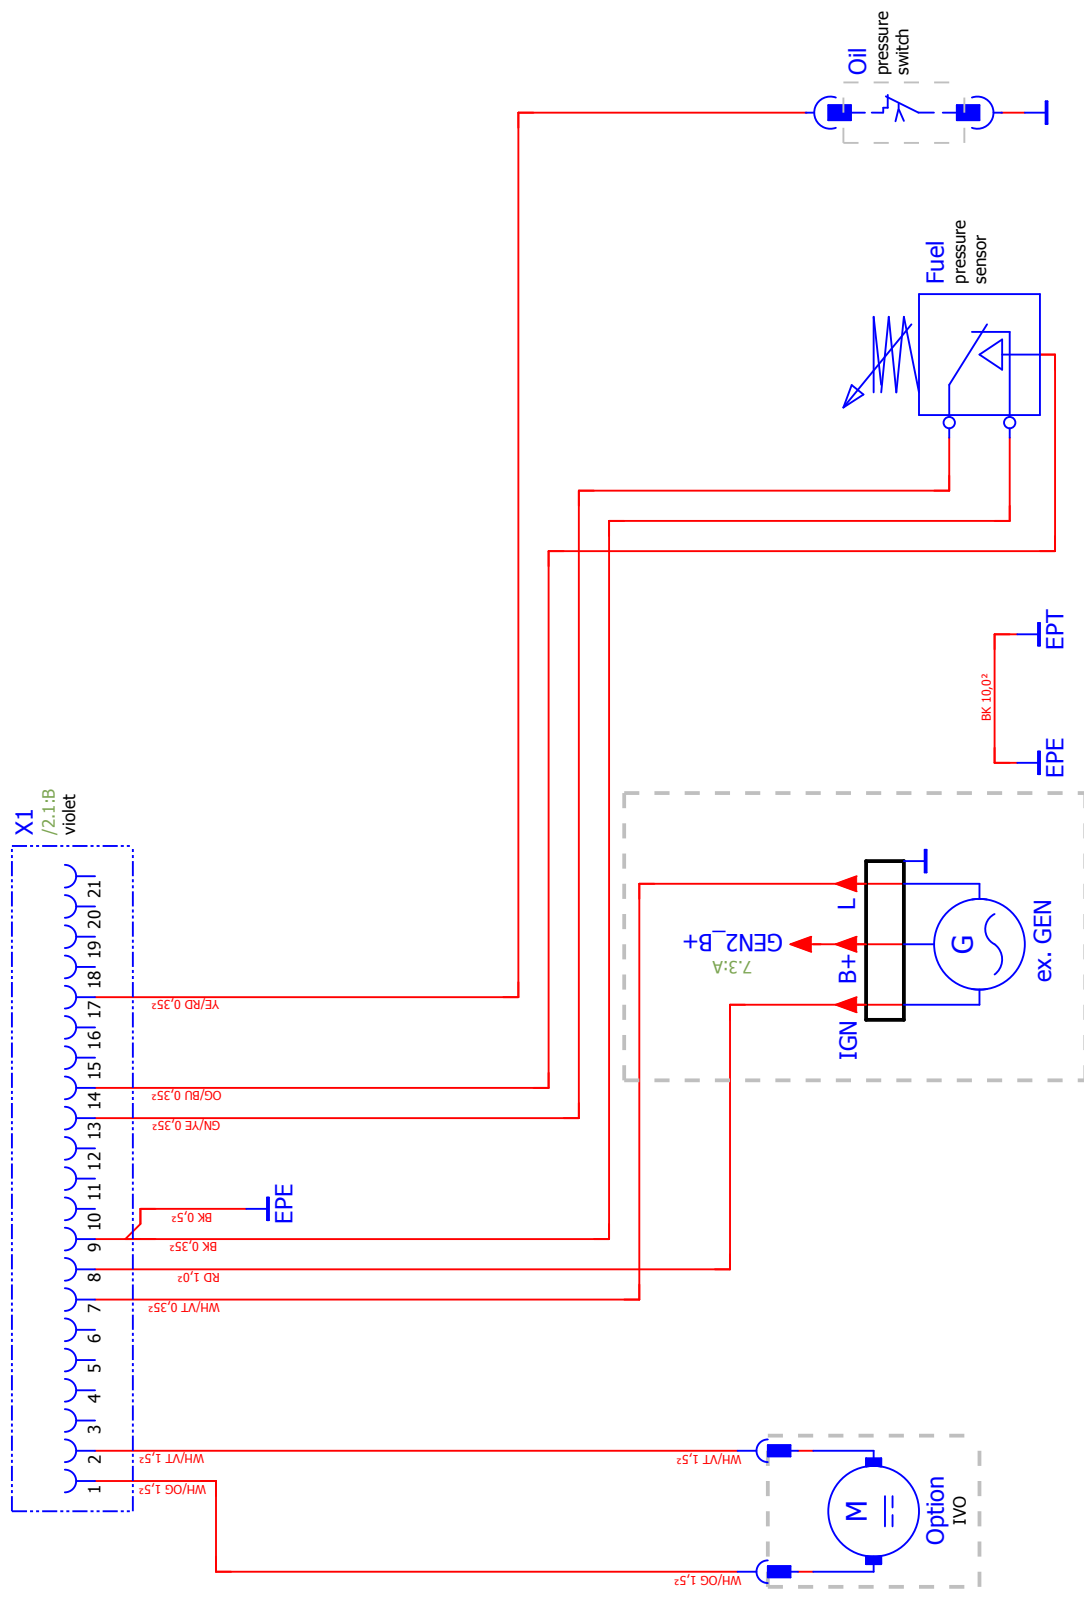 X1
/2.1:B
violet
1
2
3
4
5
6
7
8
9
10
11
12
13
14
15
16
17
18
19
20
21
WH/OG 1,5²
WH/VT 1,5²
WH/VT 0,35²
RD 1,0²
BK 0,35²
BK 0,5²
GN/YE 0,35²
OG/BU 0,35²
YE/RD 0,35²
EPE
WH/OG 1,5²
WH/VT 1,5²
M
Option
IVO
IGN
B+
L
GEN2_B+
7.3:A
G
ex. GEN
BK 10,0²
EPE
EPT
Fuel
pressure
sensor
Oil
pressure
switch